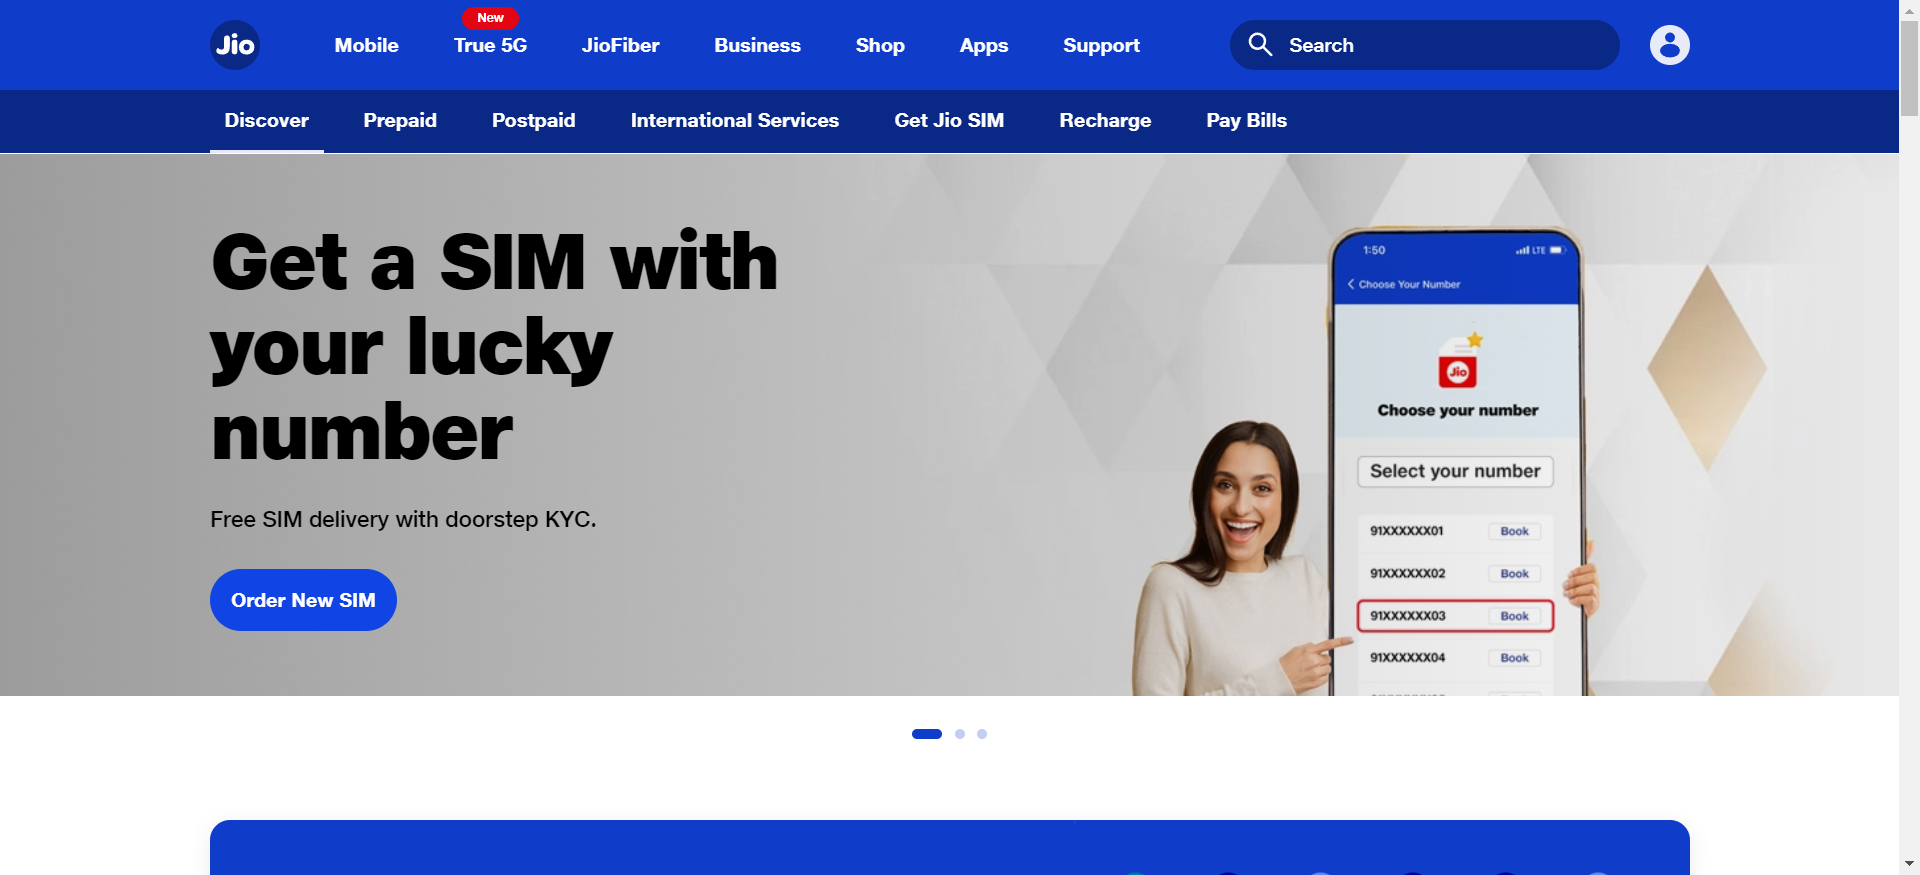 Jio
Mobile
New
True 5G
JioFiber
Business
Shop
Apps
Support
Search
Discover
Prepaid
Postpaid
International Services
Get Jio SIM
Recharge
Pay Bills
Get a SIM with
your lucky
number
Free SIM delivery with doorstep KYC.
Order New SIM
1:50
LTE
Choose Your Number
Jio
Choose your number
Select your number
91XXXXXX01 Book
91XXXXXX02 Book
91XXXXXX03 Book
91XXXXXX04 Book